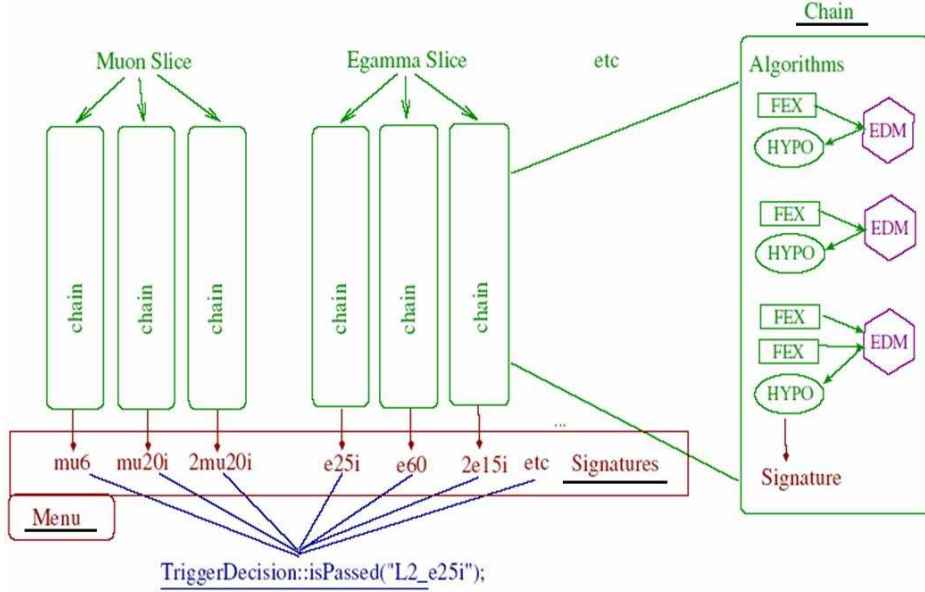 Chain
Muon Slice
Egamma Slice
etc
Algorithms
FEX
EDM
HYPO
FEX
EDM
HYPO
FEX
EDM
FEX
HYPO
Signature
chain
chain
chain
chain
chain
chain
...
mu6 mu20i 2mu20i e25i e60 2e15i etc Signatures
Menu
TriggerDecision::isPassed("L2_e25i");